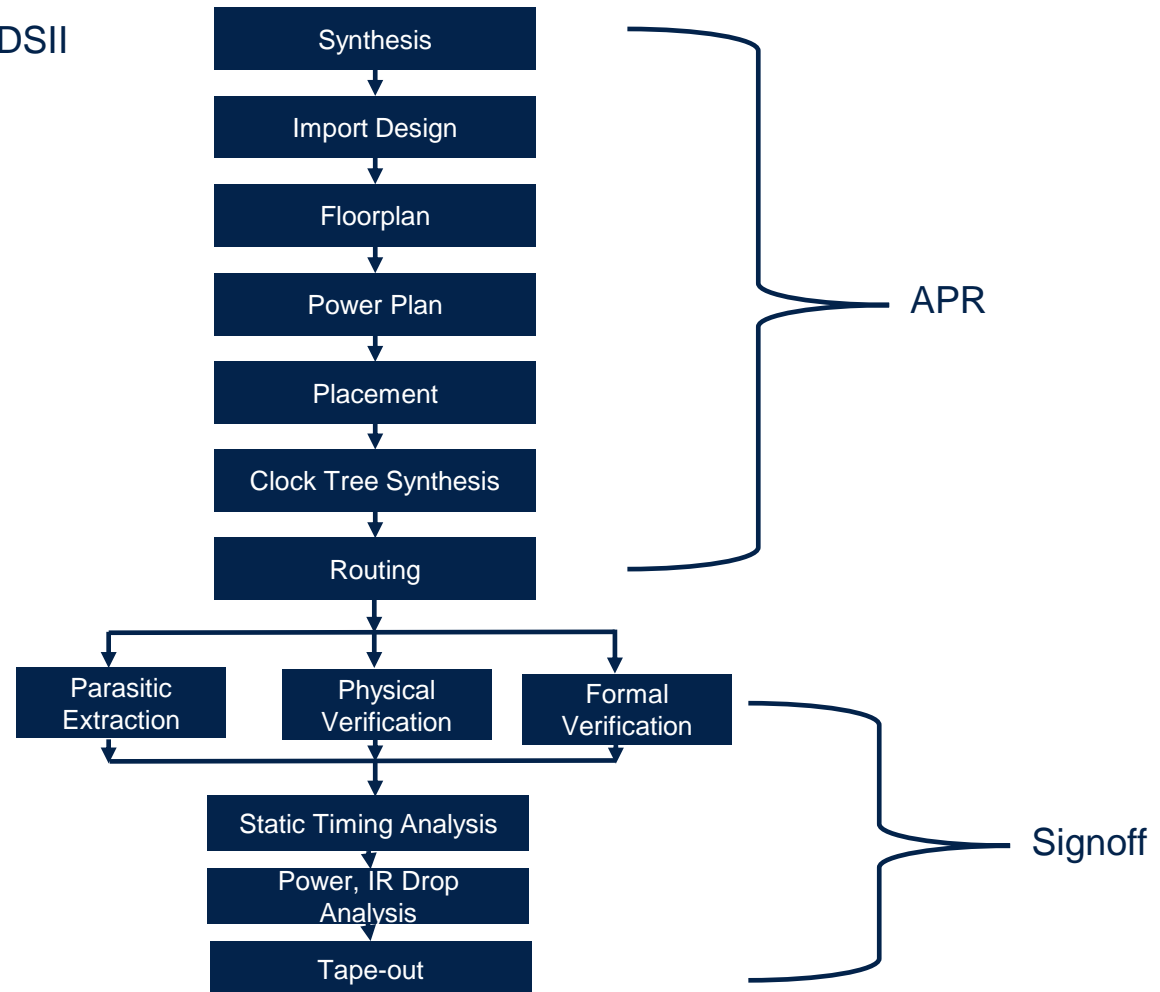 DSII
Synthesis
Import Design
Floorplan
Power Plan
APR
Placement
Clock Tree Synthesis
Routing
Parasitic
Extraction
Physical
Verification
Formal
Verification
Static Timing Analysis
Signoff
Power, IR Drop
Analysis
Tape-out